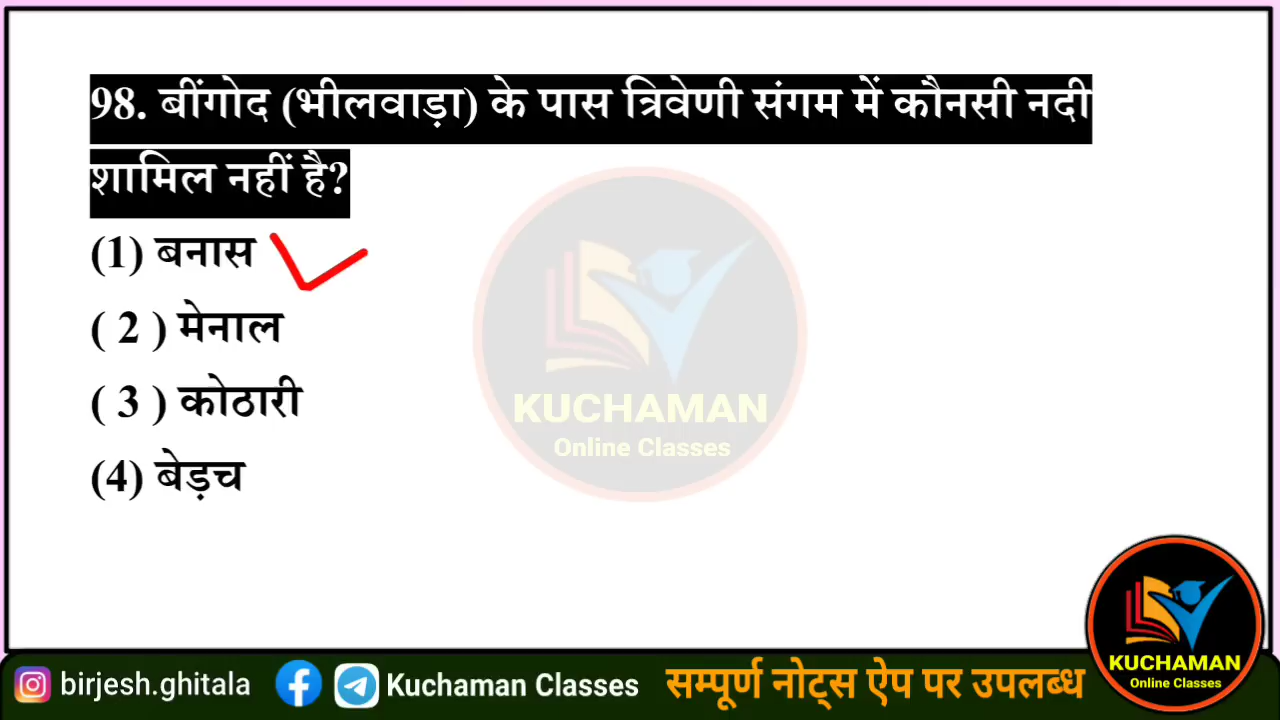 98. बींगोद (भीलवाड़ा) के पास त्रिवेणी संगम में कौनसी नदी
शामिल नहीं है?
(1) बनास
( 2 ) मेनाल
( 3 ) कोठारी
(4) बेड़च
KUCHAMAN
Online Classes
KUCHAMAN
Online Classes
birjesh.ghitala
Kuchaman Classes
सम्पूर्ण नोट्स ऐप पर उपलब्ध